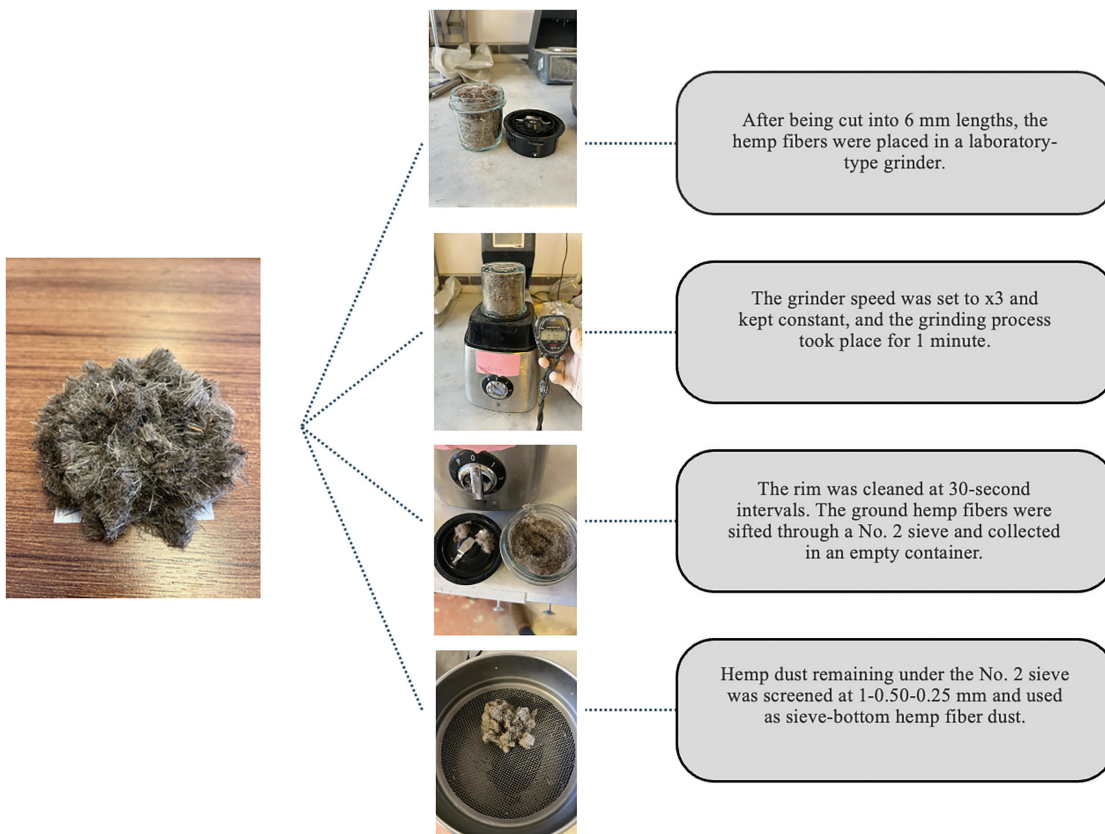 After being cut into 6 mm lengths, the
hemp fibers were placed in a laboratory-
type grinder.
The grinder speed was set to x3 and
kept constant, and the grinding process
took place for 1 minute.
The rim was cleaned at 30-second
intervals. The ground hemp fibers were
sifted through a No. 2 sieve and collected
in an empty container.
Hemp dust remaining under the No. 2 sieve
was screened at 1-0.50-0.25 mm and used
as sieve-bottom hemp fiber dust.